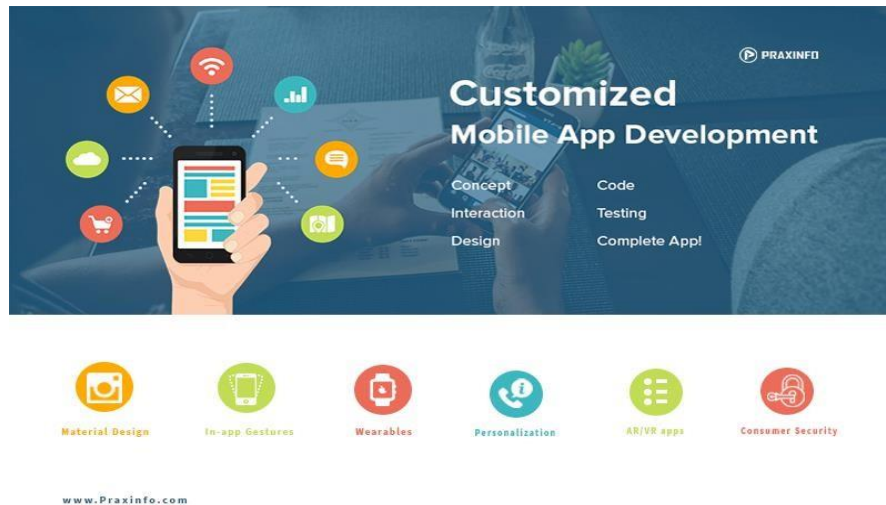 PRAXINFO
Customized
Mobile App Development
Concept
Interaction
Design
Code
Testing
Complete App!
Material Design
In-app Gestures
Wearables
Personalization
AR/VR apps
Consumer Security
www.Praxinfo.com